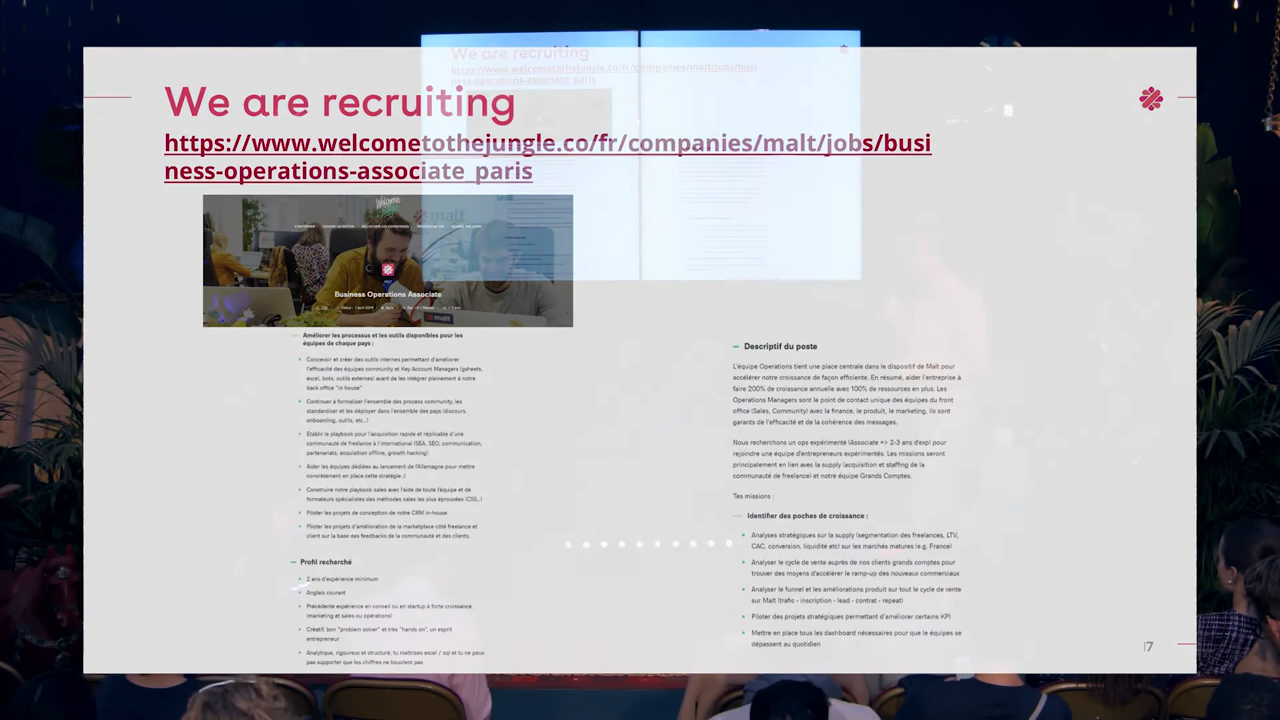 We are recruiting
https://www.welcometothejungle.co/fr/companies/malt/jobs/busi
ness-operations-associate_paris
Welcome
malt
Business Operations Associate
malt
Améliorer les processus et les outils disponibles pour les
équipes de chaque pays :
Concevoir et créer des outils internes permettant d'améliorer
l'efficacité des équipes community et Key Account Managers (gsheets,
excel, bots, outils externes) avant de les intégrer pleinement à notre
back office "in house"
Continuer à formaliser l'ensemble des process community, les
standardiser et les déployer dans l'ensemble des pays (discours,
onboarding, outils, etc..)
Etablir le playbook pour l'acquisition rapide et réplicable d'une
communauté de freelance à l'international (SEA, SEO, communication,
partenariats, acquisition offline, growth hacking)
Aider les équipes dédiées au lancement de l'Allemagne pour mettre
concrètement en place cette stratégie ;)
Construire notre playbook sales avec l'aide de toute l'équipe et de
formateurs spécialistes des méthodes sales les plus éprouvées (CSS..)
Piloter les projets de conception de notre CRM in-house.
Piloter les projets d'amélioration de la marketplace côté freelance et
client sur la base des feedbacks de la communauté et des clients.
Profil recherché
2 ans d'expérience minimum
Anglais courant
Précédente expérience en conseil ou en startup à forte croissance
(marketing et sales ou opérations)
Créatif, bon "problem solver" et très "hands on", un esprit
entrepreneur
Analytique, rigoureux et structuré, tu maîtrises excel / sql et tu ne peux
pas supporter que les chiffres ne bouclent pas
Descriptif du poste
L'équipe Operations tient une place centrale dans le dispositif de Malt pour
accélérer notre croissance de façon efficiente. En résumé, aider l'entreprise à
faire 200% de croissance annuelle avec 100% de ressources en plus. Les
Operations Managers sont le point de contact unique des équipes du front
office (Sales, Community) avec la finance, le produit, le marketing, ils sont
garants de l'efficacité et de la cohérence des messages.
Nous recherchons un ops expérimenté (Associate => 2-3 ans d'exp) pour
rejoindre une équipe d'entrepreneurs expérimentés. Les missions seront
principalement en lien avec la supply (acquisition et staffing de la
communauté de freelance) et notre équipe Grands Comptes.
Tes missions :
Identifier des poches de croissance :
Analyses stratégiques sur la supply (segmentation des freelances, LTV,
CAC, conversion, liquidité etc) sur les marchés matures (e.g. France)
Analyser le cycle de vente auprès de nos clients grands comptes pour
trouver des moyens d'accélérer le ramp-up des nouveaux commerciaux
Analyser le funnel et les améliorations produit sur tout le cycle de vente
sur Malt (trafic - inscription - lead - contrat - repeat)
Piloter des projets stratégiques permettant d'améliorer certains KPI
Mettre en place tous les dashboard nécessaires pour que le équipes se
dépassent au quotidien
17
We are recruiting
https://www.welcometothejungle.co/fr/companies/malt/jobs/busi
ness-operations-associate_paris